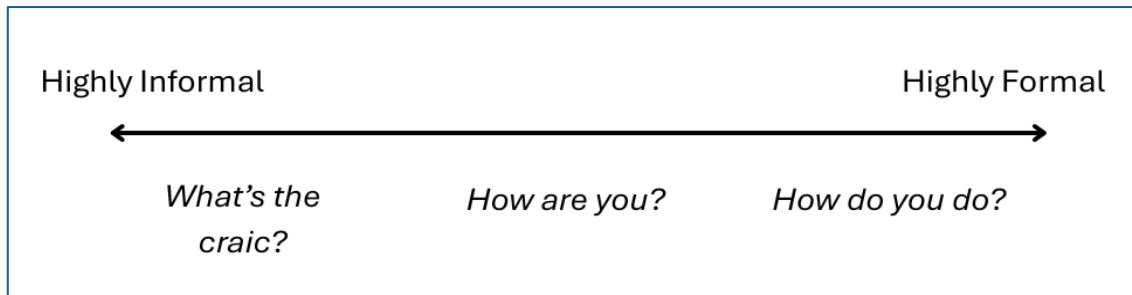 Highly Informal
Highly Formal
What’s the
craic?
How are you?
How do you do?